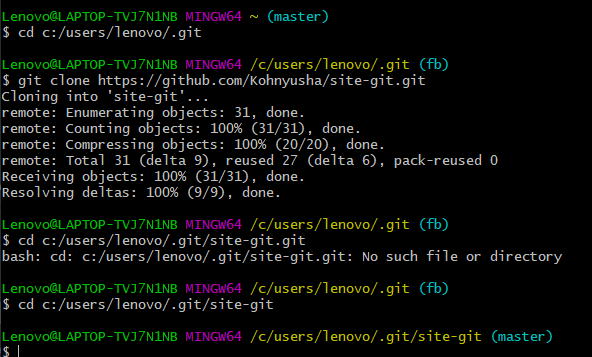 Lenovo@LAPTOP-TVJ7N1NB MINGW64 ~ (master)
$ cd c:/users/lenovo/.git
Lenovo@LAPTOP-TVJ7N1NB MINGW64 /c/users/lenovo/.git (fb)
$ git clone https://github.com/Kohnyusha/site-git.git
Cloning into 'site-git'...
remote: Enumerating objects: 31, done.
remote: Counting objects: 100% (31/31), done.
remote: Compressing objects: 100% (20/20), done.
remote: Total 31 (delta 9), reused 27 (delta 6), pack-reused 0
Receiving objects: 100% (31/31), done.
Resolving deltas: 100% (9/9), done.
Lenovo@LAPTOP-TVJ7N1NB MINGW64 /c/users/lenovo/.git (fb)
$ cd c:/users/lenovo/.git/site-git.git
bash: cd: c:/users/lenovo/.git/site-git.git: No such file or directory
Lenovo@LAPTOP-TVJ7N1NB MINGW64 /c/users/lenovo/.git (fb)
$ cd c:/users/lenovo/.git/site-git
Lenovo@LAPTOP-TVJ7N1NB MINGW64 /c/users/lenovo/.git/site-git (master)
$